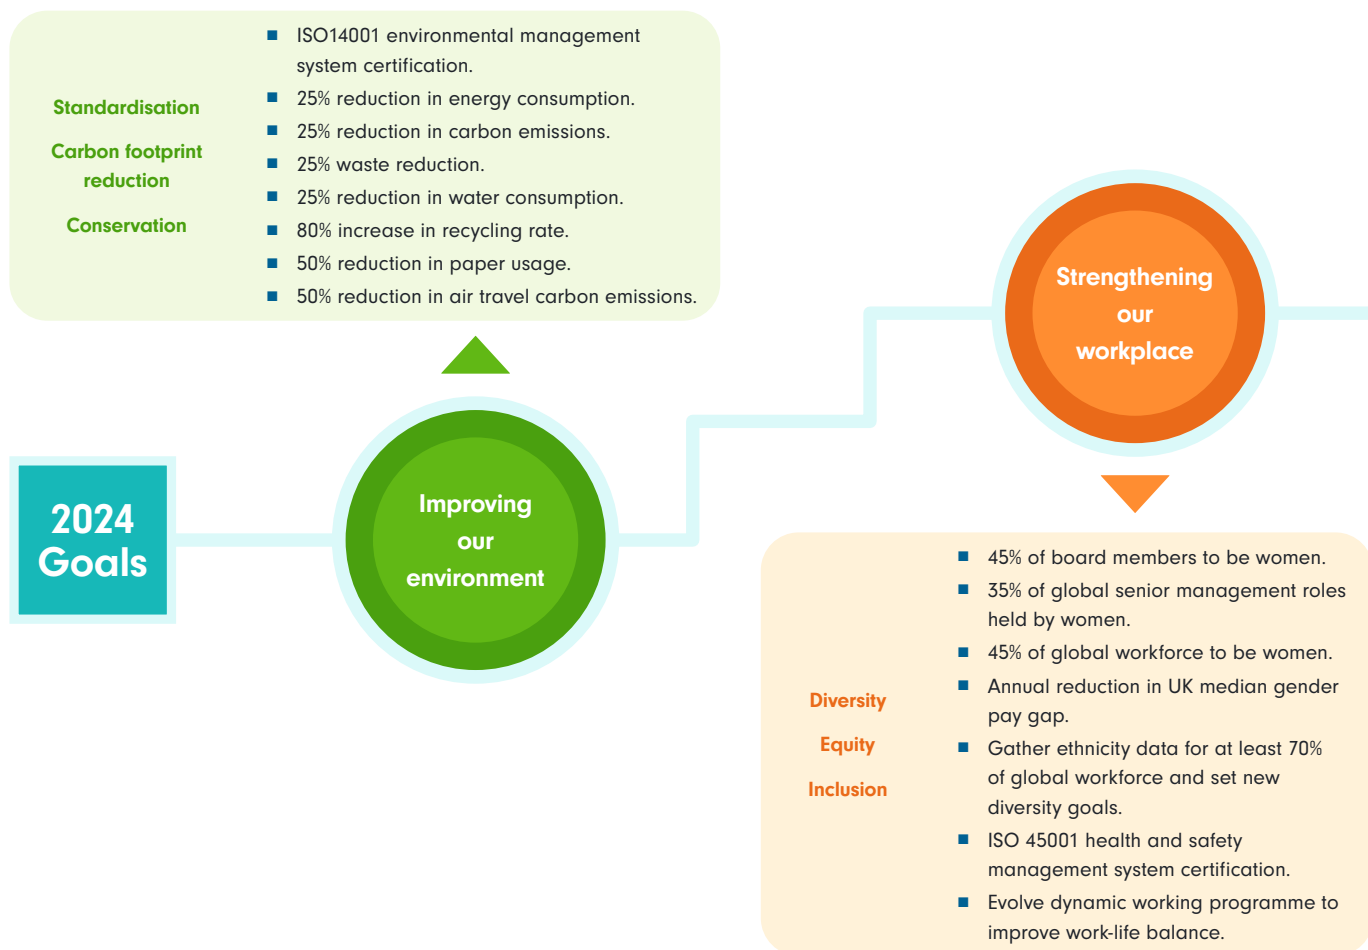 Standardisation
Carbon footprint
reduction
Conservation
ISO14001 environmental management
system certification.
25% reduction in energy consumption.
25% reduction in carbon emissions.
25% waste reduction.
25% reduction in water consumption.
80% increase in recycling rate.
50% reduction in paper usage.
50% reduction in air travel carbon emissions.
2024
Goals
Improving
our
environment
Strengthening
our
workplace
Diversity
Equity
Inclusion
45% of board members to be women.
35% of global senior management roles
held by women.
45% of global workforce to be women.
Annual reduction in UK median gender
pay gap.
Gather ethnicity data for at least 70%
of global workforce and set new
diversity goals.
ISO 45001 health and safety
management system certification.
Evolve dynamic working programme to
improve work-life balance.